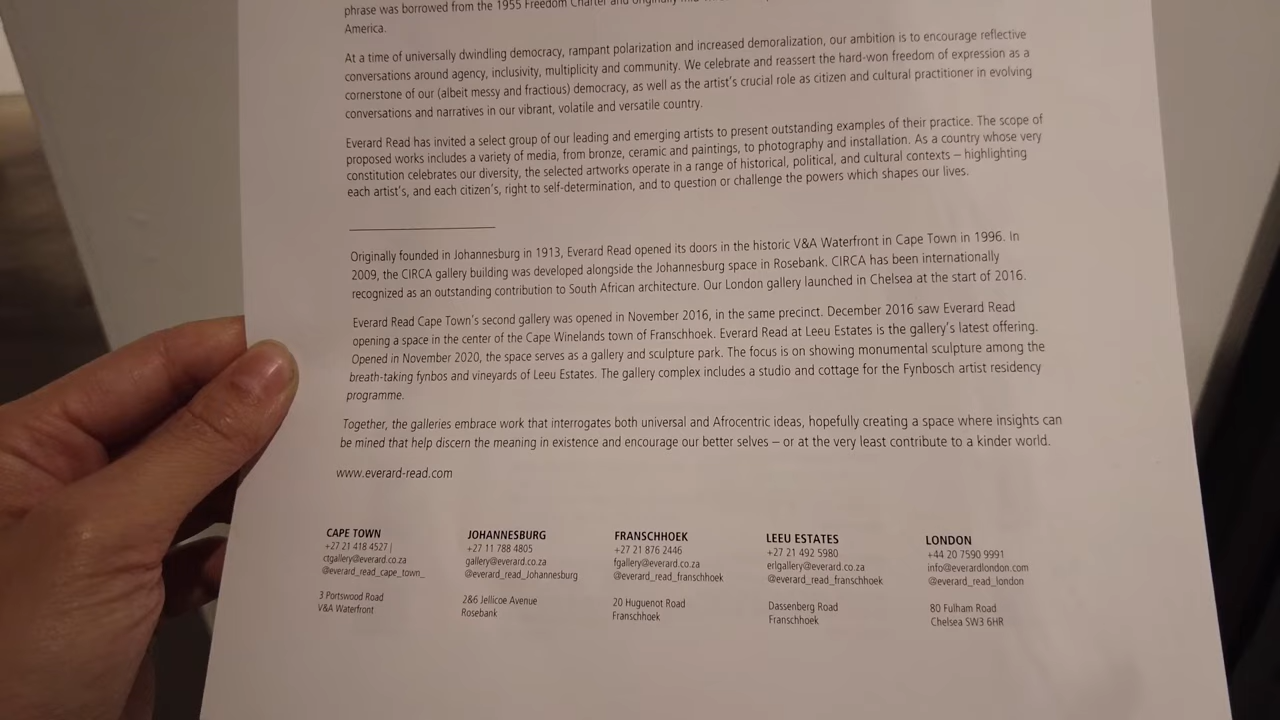 phrase was borrowed from the 1955 Freedom Charter and originally
America.
At a time of universally dwindling democracy, rampant polarization and increased demoralization, our ambition is to encourage reflective
conversations around agency, inclusivity, multiplicity and community. We celebrate and reassert the hard-won freedom of expression as a
cornerstone of our (albeit messy and fractious) democracy, as well as the artist's crucial role as citizen and cultural practitioner in evolving
conversations and narratives in our vibrant, volatile and versatile country.
Everard Read has invited a select group of our leading and emerging artists to present outstanding examples of their practice. The scope of
proposed works includes a variety of media, from bronze, ceramic and paintings, to photography and installation. As a country whose very
constitution celebrates our diversity, the selected artworks operate in a range of historical, political, and cultural contexts – highlighting
each artist's, and each citizen's, right to self-determination, and to question or challenge the powers which shapes our lives.
Originally founded in Johannesburg in 1913, Everard Read opened its doors in the historic V&A Waterfront in Cape Town in 1996. In
2009, the CIRCA gallery building was developed alongside the Johannesburg space in Rosebank. CIRCA has been internationally
recognized as an outstanding contribution to South African architecture. Our London gallery launched in Chelsea at the start of 2016.
Everard Read Cape Town's second gallery was opened in November 2016, in the same precinct. December 2016 saw Everard Read
opening a space in the center of the Cape Winelands town of Franschhoek. Everard Read at Leeu Estates is the gallery's latest offering.
Opened in November 2020, the space serves as a gallery and sculpture park. The focus is on showing monumental sculpture among the
breath-taking fynbos and vineyards of Leeu Estates. The gallery complex includes a studio and cottage for the Fynbosch artist residency
programme.
Together, the galleries embrace work that interrogates both universal and Afrocentric ideas, hopefully creating a space where insights can
be mined that help discern the meaning in existence and encourage our better selves – or at the very least contribute to a kinder world.
www.everard-read.com
CAPE TOWN
+27 21 418 4527 |
ctgallery@everard.co.za
@everard_read_cape_town_
3 Portswood Road
V&A Waterfront
JOHANNESBURG
+27 11 788 4805
gallery@everard.co.za
@everard_read_Johannesburg
2&6 Jellicoe Avenue
Rosebank
FRANSCHHOEK
+27 21 876 2446
fgallery@everard.co.za
@everard_read_franschhoek
20 Huguenot Road
Franschhoek
LEEU ESTATES
+27 21 492 5980
erlgallery@everard.co.za
@everard_read_franschhoek
Dassenberg Road
Franschhoek
LONDON
+44 20 7590 9991
info@everardlondon.com
@everard_read_london
80 Fulham Road
Chelsea SW3 6HR